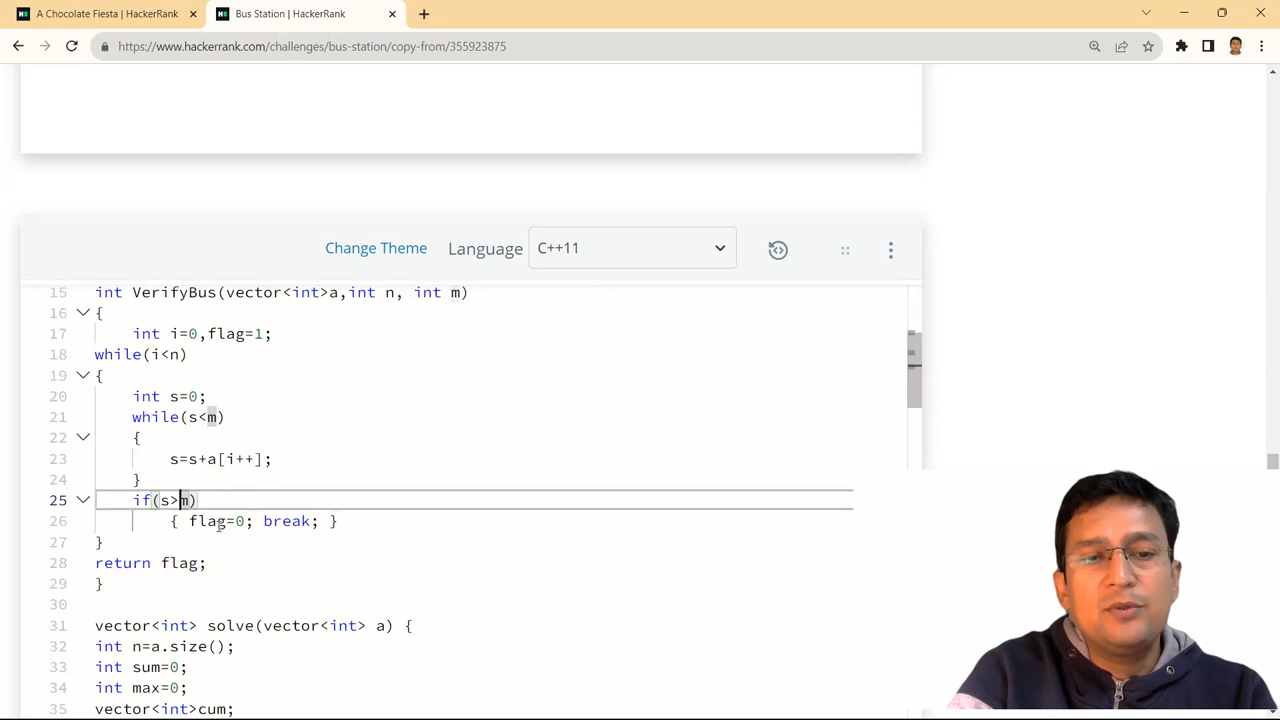 A Chocolate Fiesta | HackerRank
Bus Station | HackerRank
https://www.hackerrank.com/challenges/bus-station/copy-from/355923875
Change Theme
Language
C++11
15 int VerifyBus(vector<int>a,int n, int m)
16 {
17 int i=0,flag=1;
18 while(i<n)
19 {
20 int s=0;
21 while(s<m)
22 {
23 s=s+a[i++];
24 }
25 if(s>m)
26 { flag=0; break; }
27 }
28 return flag;
29 }
30
31 vector<int> solve(vector<int> a) {
32 int n=a.size();
33 int sum=0;
34 int max=0;
35 vector<int>cum;